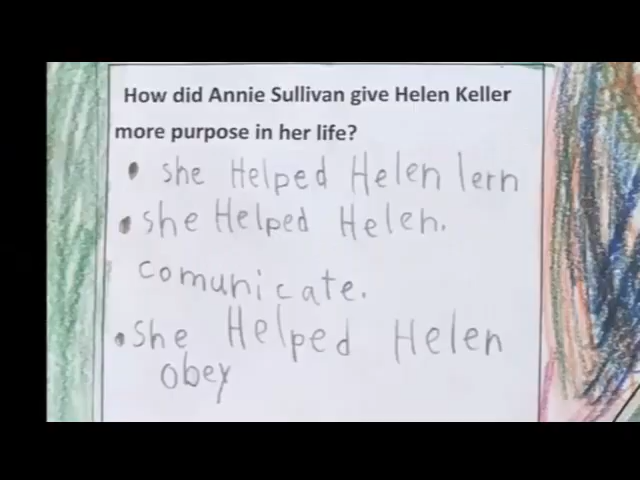 How did Annie Sullivan give Helen Keller
more purpose in her life?
• she Helped Helen lern
• she Helped Helen.
comunicate.
• she Helped Helen
obey